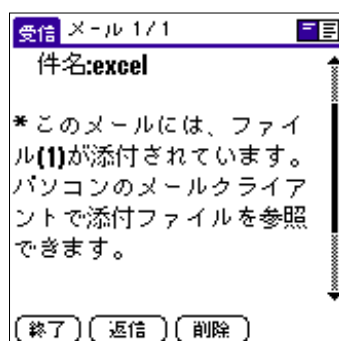 受信 メール 1/1
件名:excel
*このメールには、ファイ
ル(1)が添付されています。
パソコンのメールクライア
ントで添付ファイルを参照
できます。
終了 返信 削除